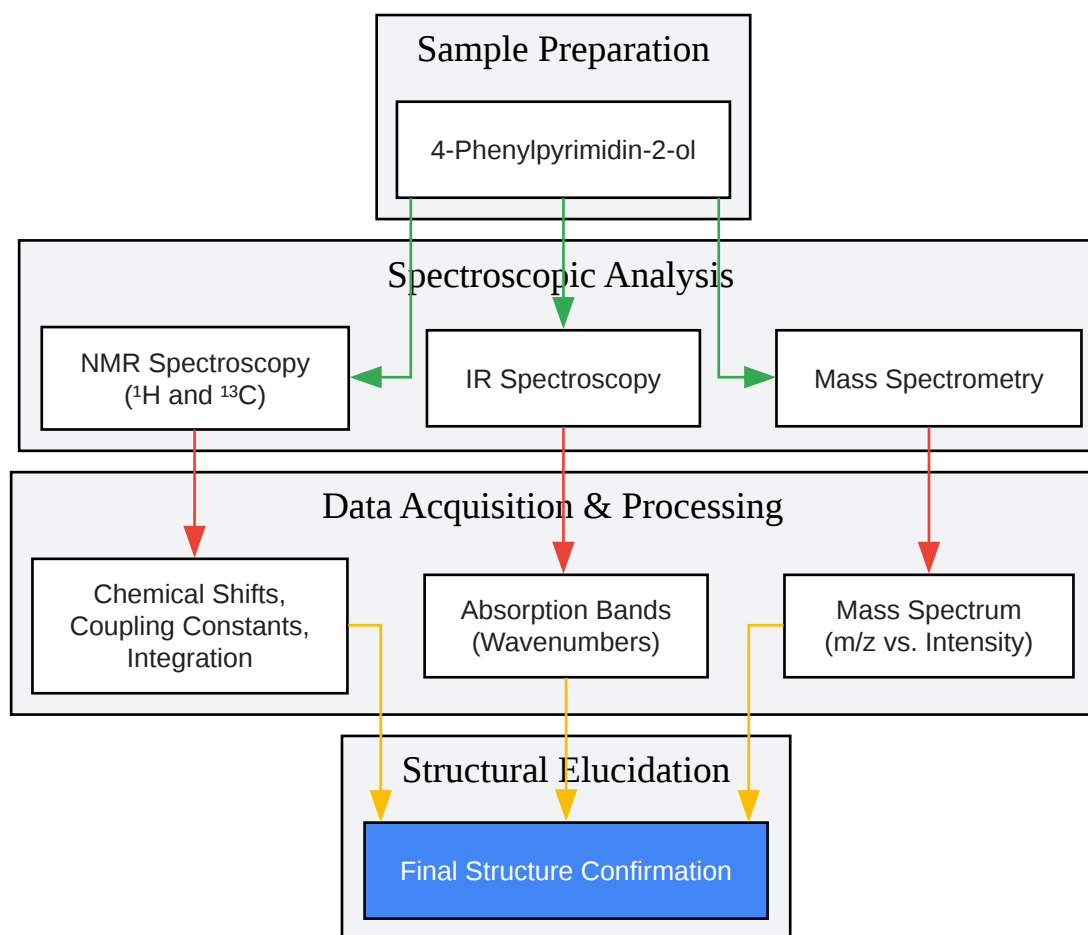 Sample Preparation
4-Phenylpyrimidin-2-ol
Spectroscopic Analysis
NMR Spectroscopy
(¹H and ¹³C)
IR Spectroscopy
Mass Spectrometry
Data Acquisition & Processing
Chemical Shifts,
Coupling Constants,
Integration
Absorption Bands
(Wavenumbers)
Mass Spectrum
(m/z vs. Intensity)
Structural Elucidation
Final Structure Confirmation